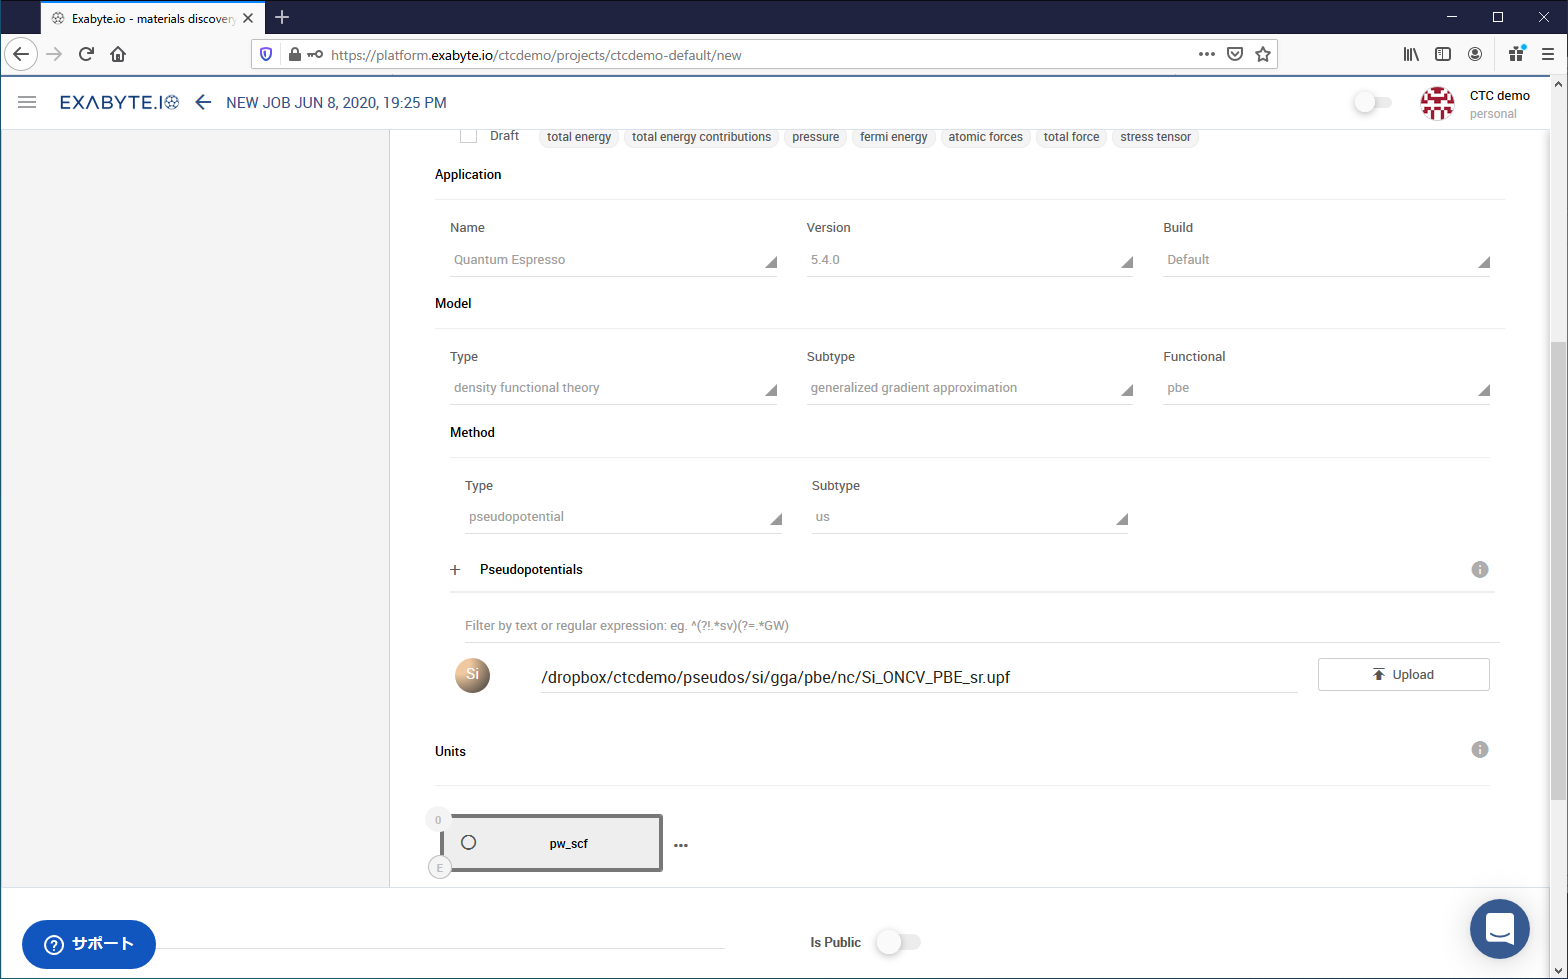 Exabyte.io - materials discovery
https://platform.exabyte.io/ctcdemo/projects/ctcdemo-default/new
EXABYTE.IO NEW JOB JUN 8, 2020, 19:25 PM
CTC demo
personal
Draft total energy total energy contributions pressure fermi energy atomic forces total force stress tensor
Application
Name Version Build
Quantum Espresso 5.4.0 Default
Model
Type Subtype Functional
density functional theory generalized gradient approximation pbe
Method
Type Subtype
pseudopotential us
+ Pseudopotentials
Filter by text or regular expression: eg. ^(?!.*sv)(?=.*GW)
Si /dropbox/ctcdemo/pseudos/si/gga/pbe/nc/Si_ONCV_PBE_sr.upf Upload
Units
0
pw_scf
E
サポート Is Public